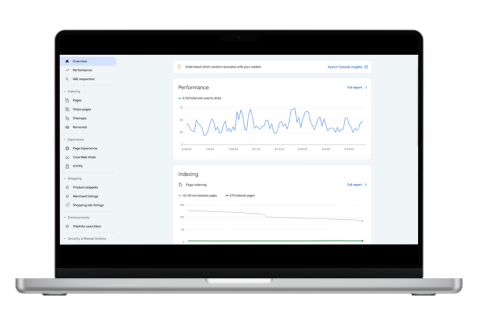 Overview
Performance
URL inspection
Indexing
Pages
Video pages
Sitemaps
Removals
Experience
Page Experience
Core Web Vitals
HTTPS
Shopping
Product snippets
Merchant listings
Shopping tab listings
Enhancements
Sitelinks searchbox
Security & Manual Actions
Understand which content resonates with your readers
Search Console Insights
Performance
Full report
total web search clicks
Indexing
Page indexing
Full report
not indexed pages
indexed pages